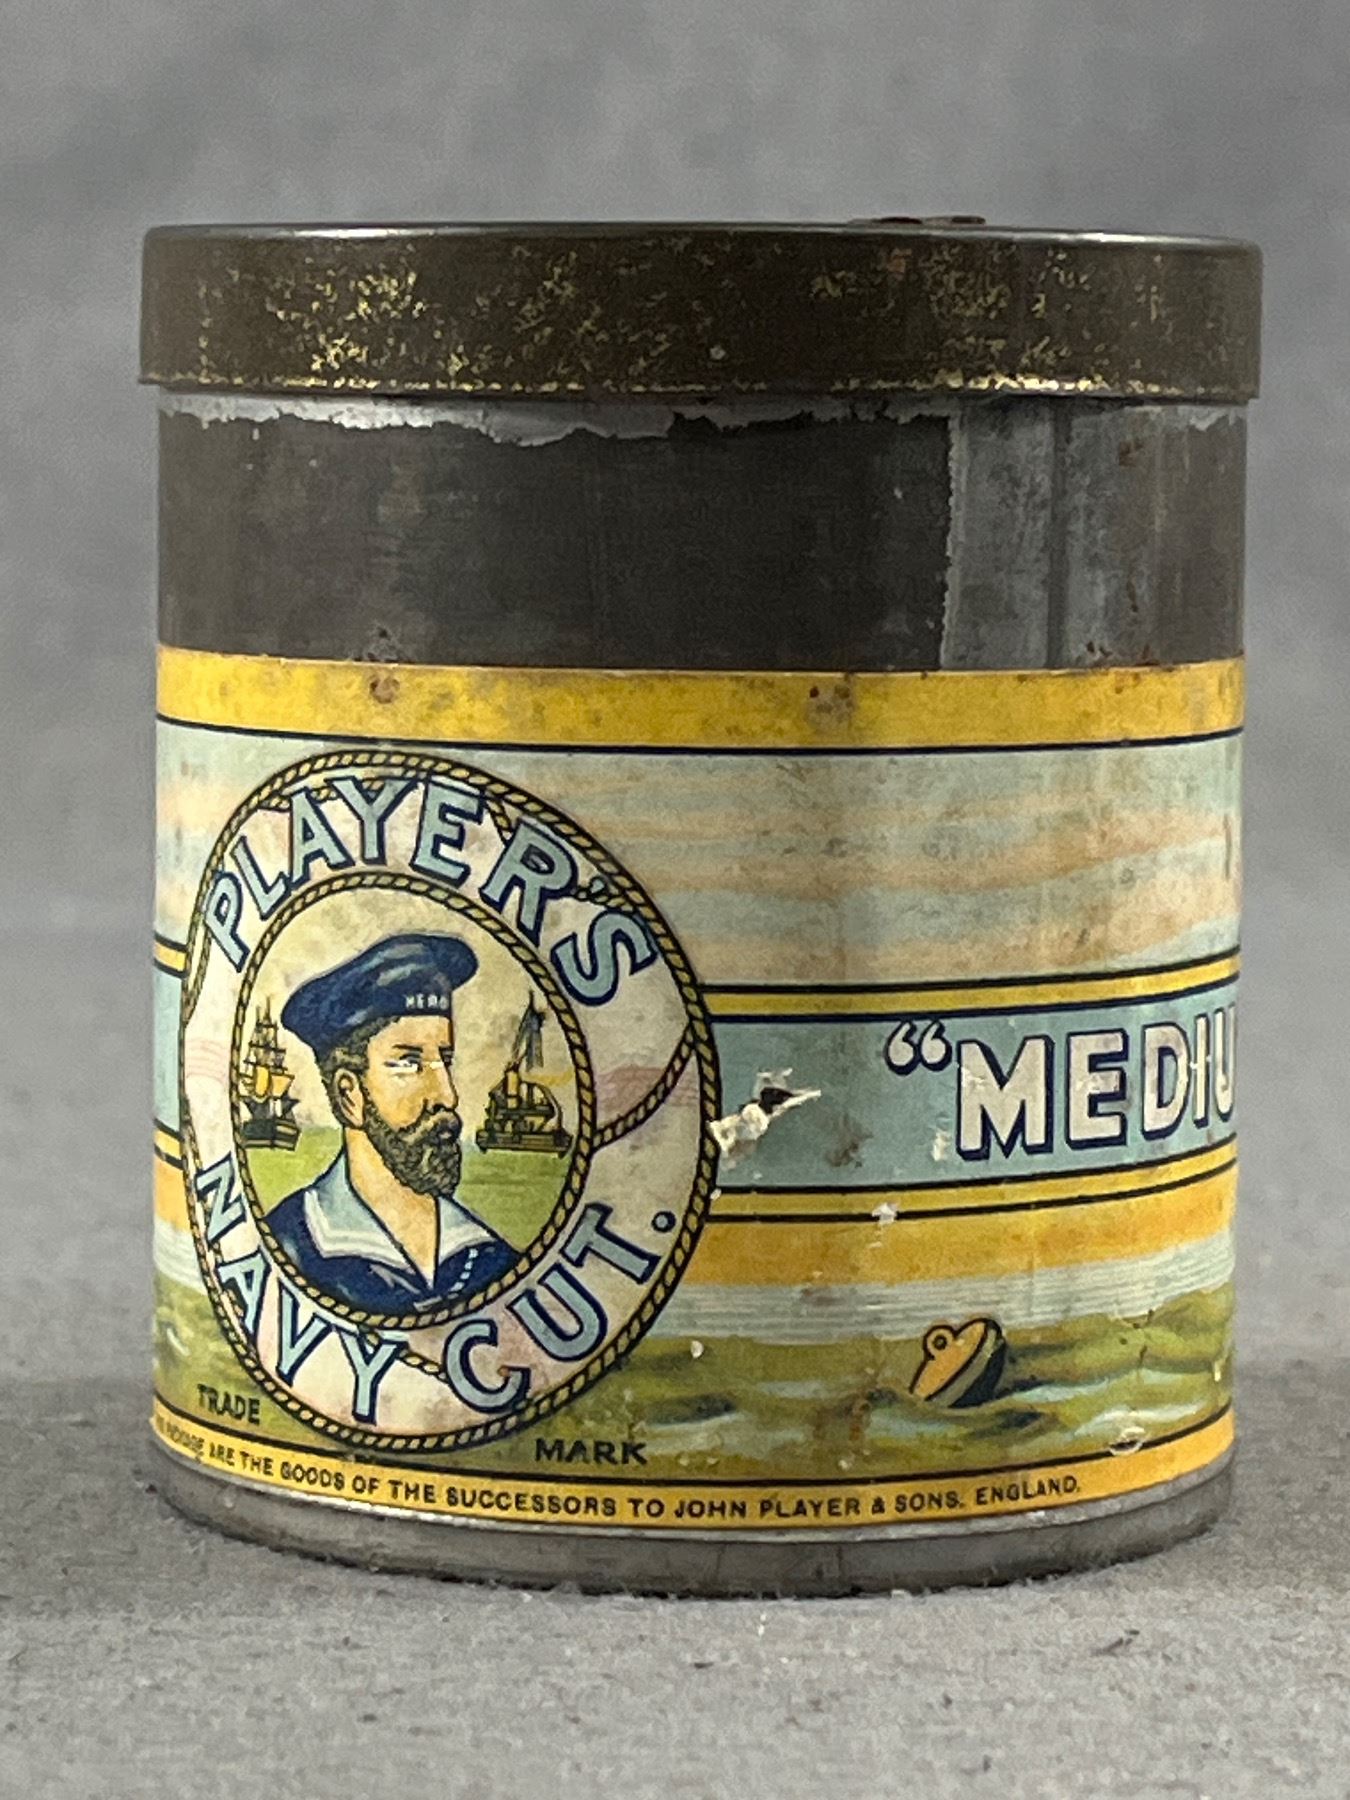 PLAYER'S
NAVY CUT.
HERO
"MEDIU
TRADE MARK
ARE THE GOODS OF THE SUCCESSORS TO JOHN PLAYER & SONS. ENGLAND.